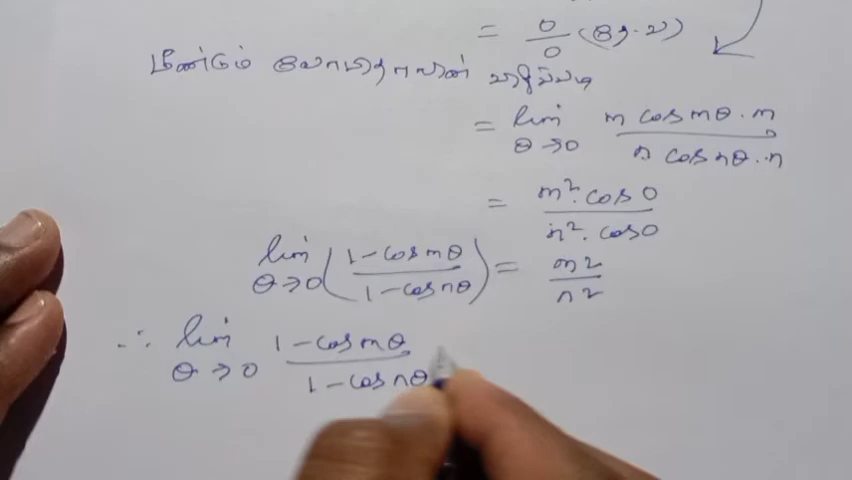 = 0/0 (தே.வ)
மீண்டும் லோபிதாலின் விதிப்படி
= lim θ→0 m cos mθ . m / n cos nθ . n
= m². cos 0 / n². cos 0
lim θ→0 (1 - cos mθ / 1 - cos nθ) = m2 / n2
∴ lim θ→0 1 - cos mθ / 1 - cos nθ